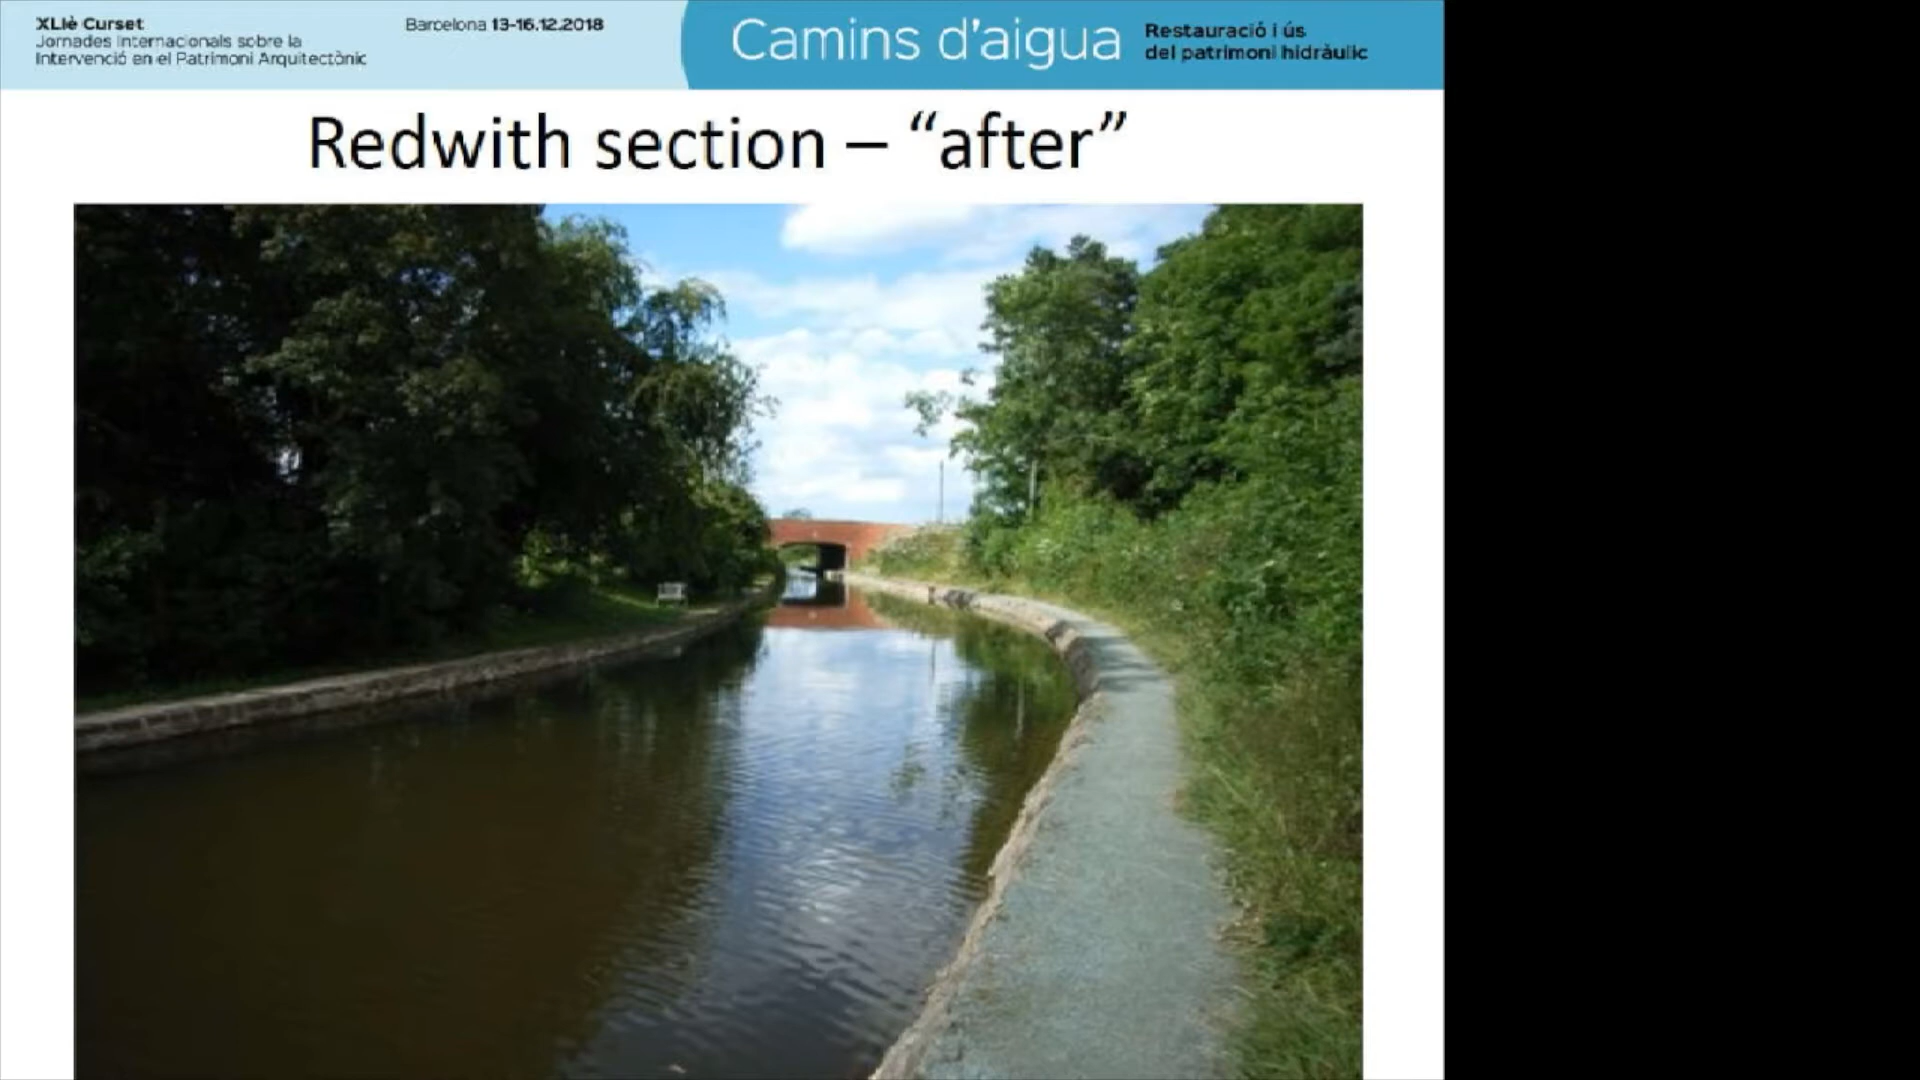 XLIè Curset
Jornades Internacionals sobre la
Intervenció en el Patrimoni Arquitectònic
Barcelona 13-16.12.2018
Camins d'aigua
Restauració i ús
del patrimoni hidràulic
Redwith section – “after”